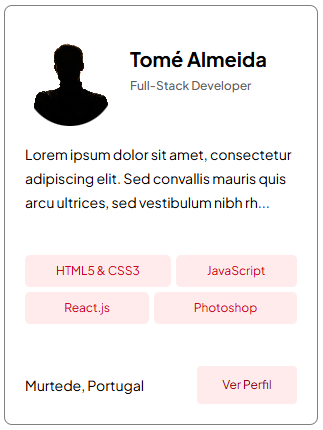 Tomé Almeida
Full-Stack Developer
Lorem ipsum dolor sit amet, consectetur
adipiscing elit. Sed convallis mauris quis
arcu ultrices, sed vestibulum nibh rh...
HTML5 & CSS3
JavaScript
React.js
Photoshop
Murtede, Portugal
Ver Perfil